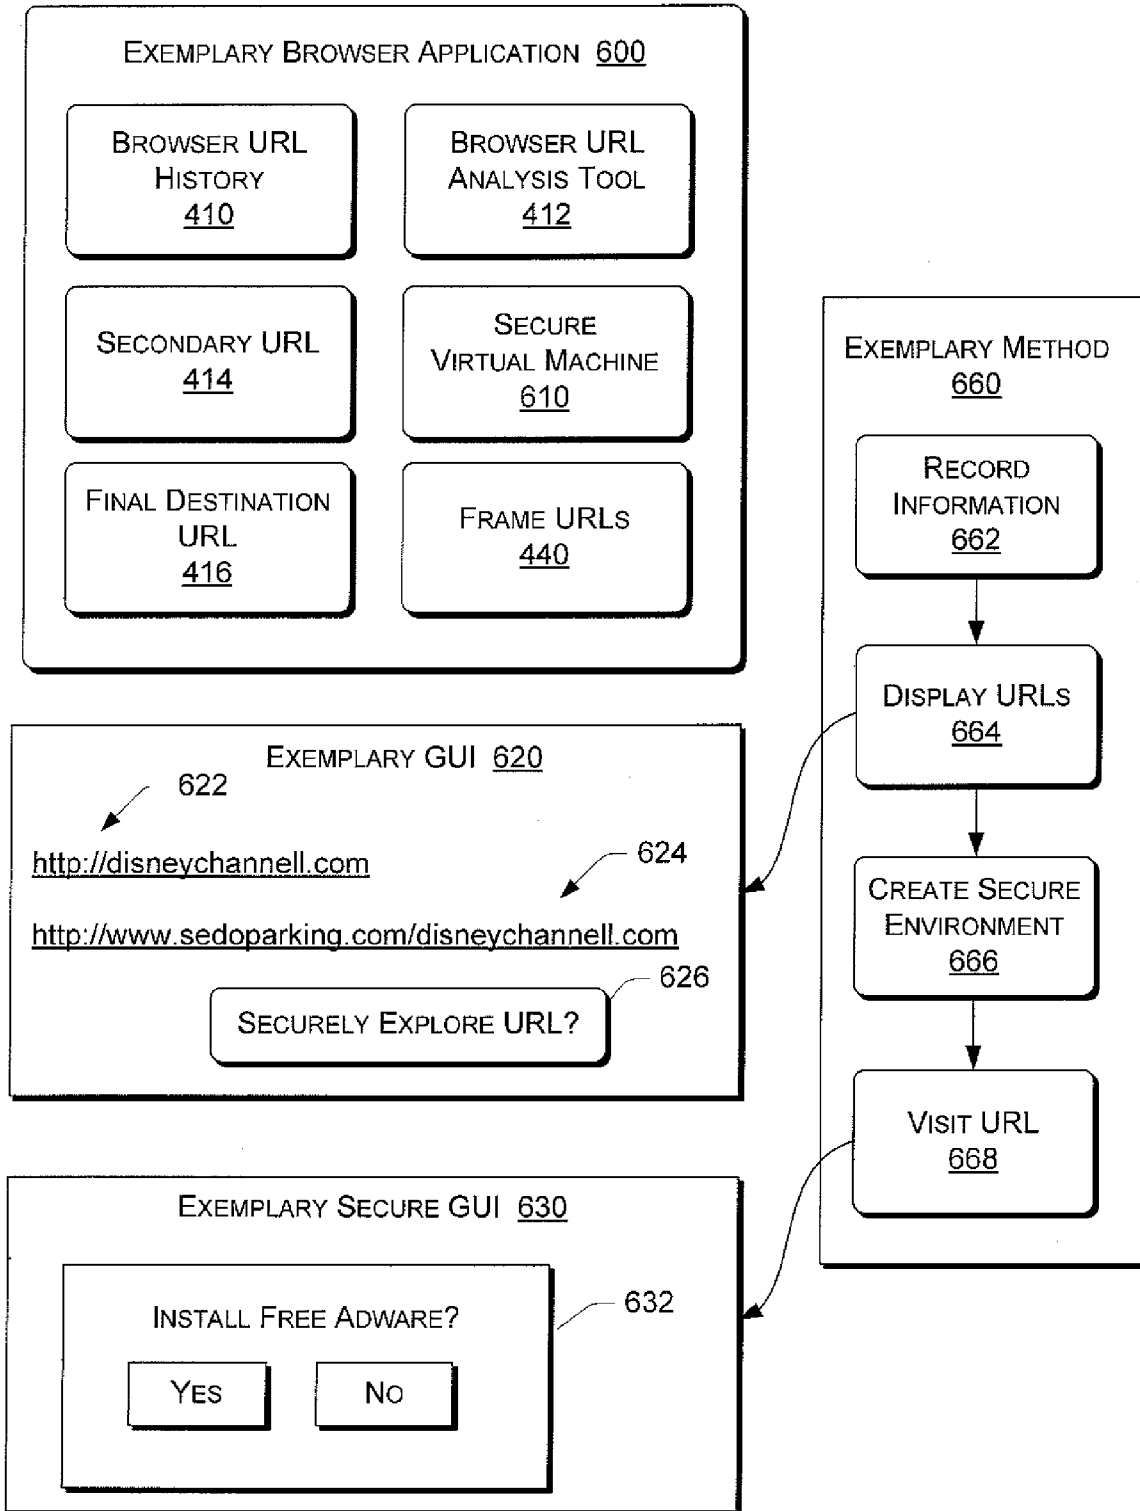 EXEMPLARY BROWSER APPLICATION 600
BROWSER URL
HISTORY
410
BROWSER URL
ANALYSIS TOOL
412
SECONDARY URL
414
SECURE
VIRTUAL MACHINE
610
FINAL DESTINATION
URL
416
FRAME URLS
440
EXEMPLARY METHOD
660
RECORD
INFORMATION
662
DISPLAY URLS
664
CREATE SECURE
ENVIRONMENT
666
VISIT URL
668
EXEMPLARY GUI 620
622
http://disneychannell.com
624
http://www.sedoparking.com/disneychannell.com
626
SECURELY EXPLORE URL?
EXEMPLARY SECURE GUI 630
632
INSTALL FREE ADWARE?
YES
NO